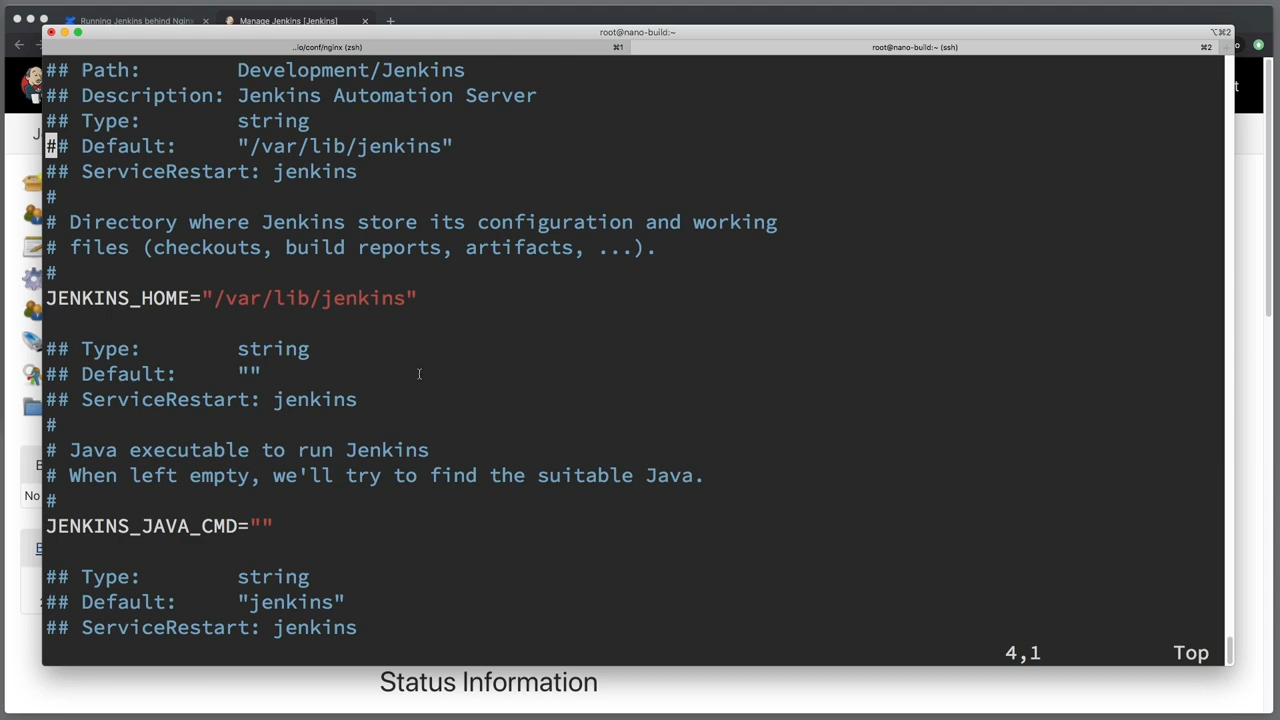 Running Jenkins behind Nginx
Manage Jenkins [Jenkins]
root@nano-build:~
⌥⌘2
..io/conf/nginx (zsh)
⌘1
root@nano-build:~ (ssh)
⌘2
## Path:        Development/Jenkins
## Description: Jenkins Automation Server
## Type:        string
## Default:     "/var/lib/jenkins"
## ServiceRestart: jenkins
#
# Directory where Jenkins store its configuration and working
# files (checkouts, build reports, artifacts, ...).
#
JENKINS_HOME="/var/lib/jenkins"
## Type:        string
## Default:     ""
## ServiceRestart: jenkins
#
# Java executable to run Jenkins
# When left empty, we'll try to find the suitable Java.
#
JENKINS_JAVA_CMD=""
## Type:        string
## Default:     "jenkins"
## ServiceRestart: jenkins
4,1
Top
No
Status Information